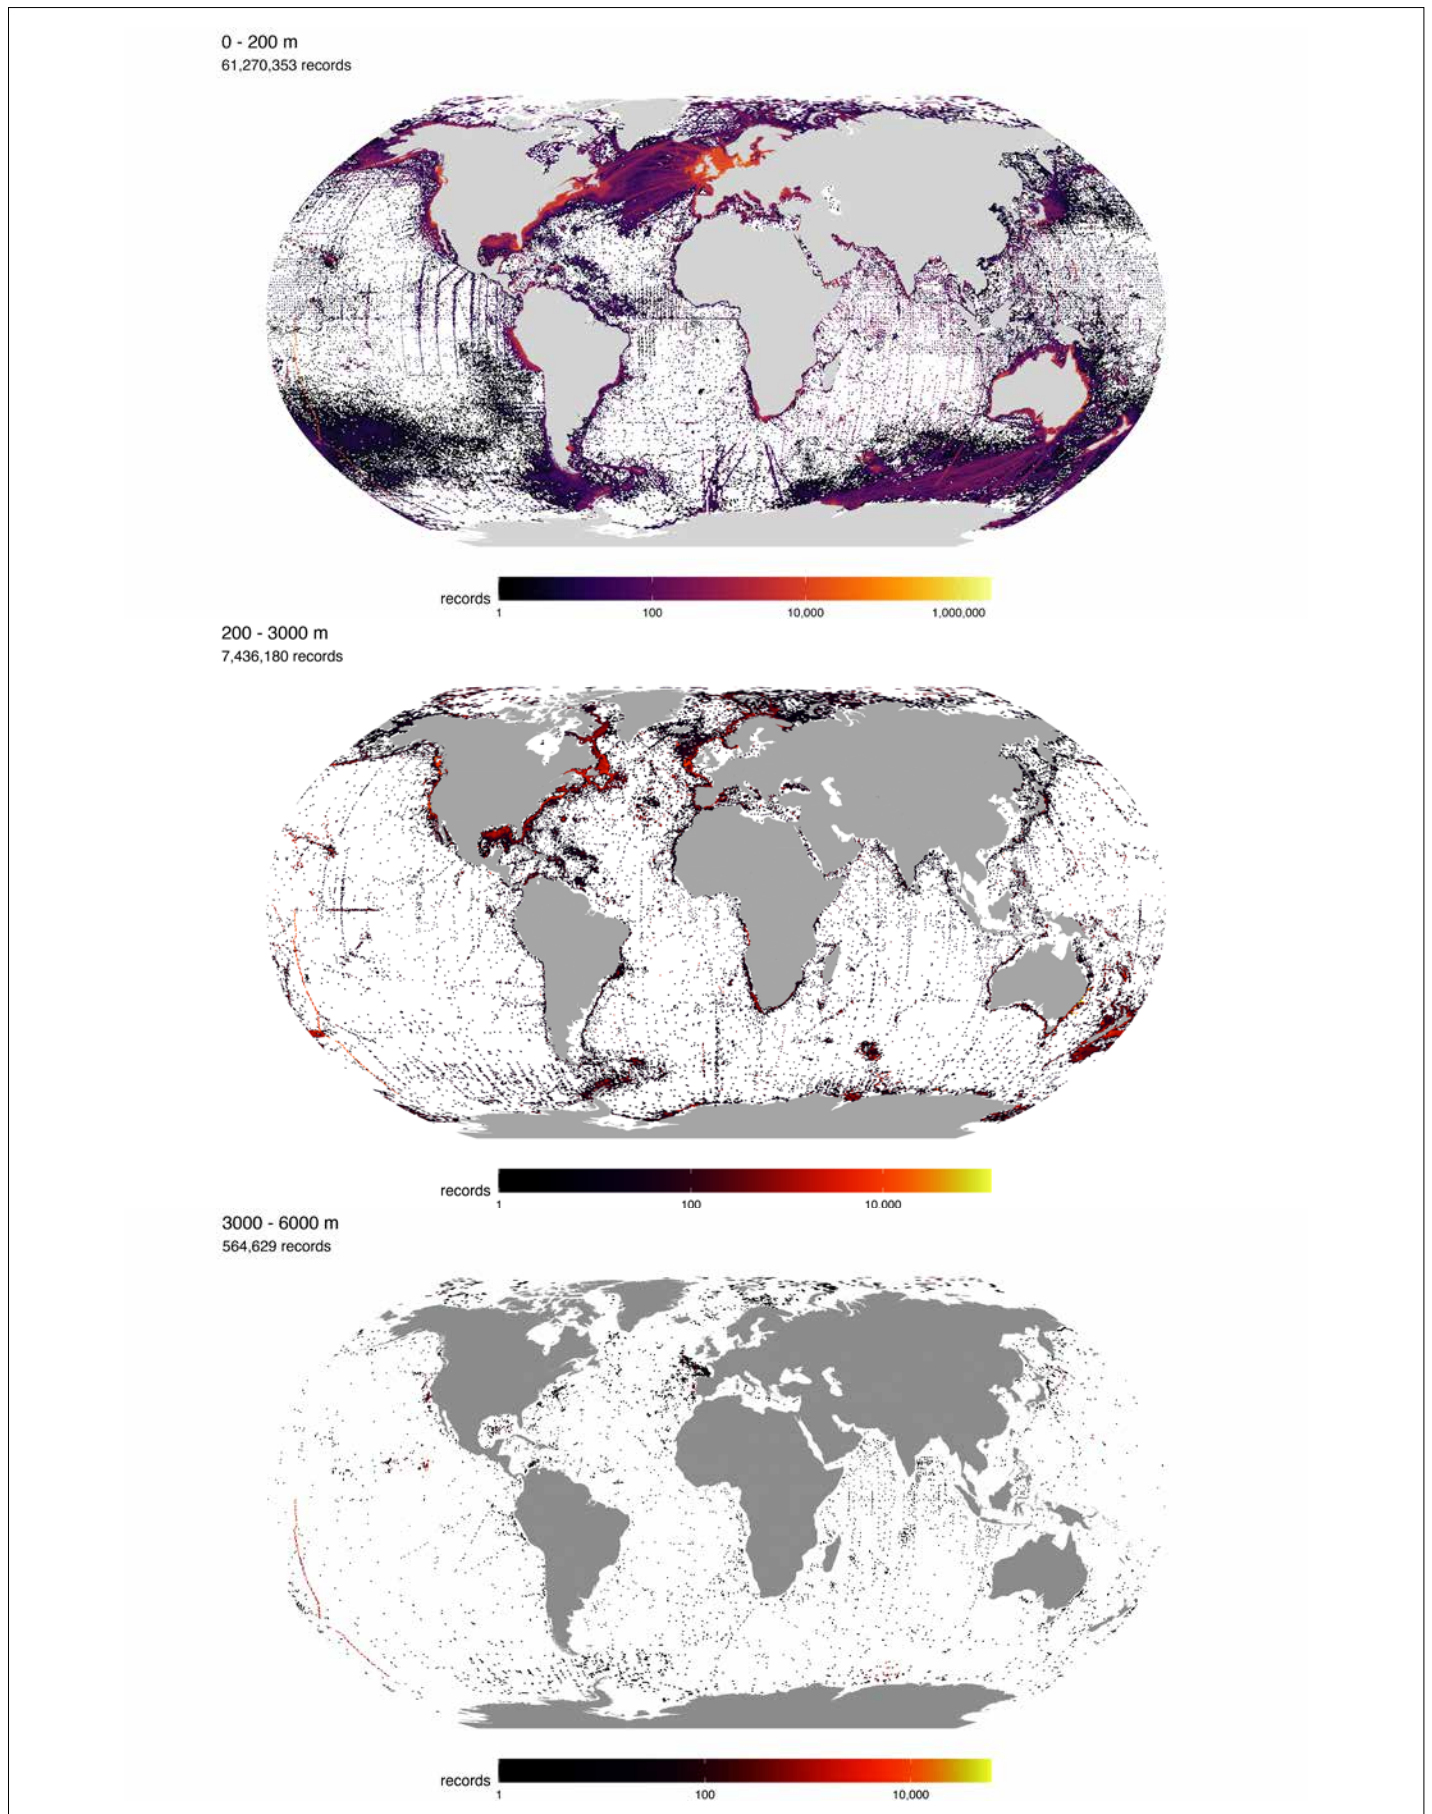 0 - 200 m
61,270,353 records
records
1 100 10,000 1,000,000
200 - 3000 m
7,436,180 records
records
1 100 10.000
3000 - 6000 m
564,629 records
records
1 100 10,000